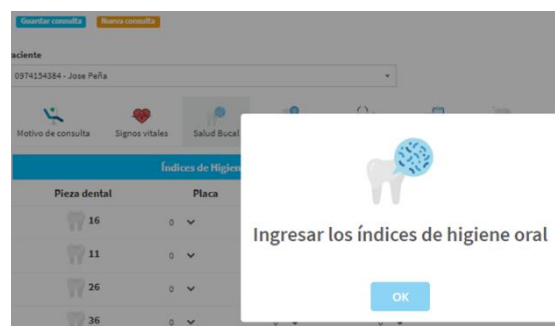 Guardar consulta Nueva consulta
aciente
0974154384 - Jose Peña
Motivo de consulta Signos vitales Salud Bucal
Índices de Higien
Pieza dental Placa
16 0
11 0
26 0
36 0
Ingresar los índices de higiene oral
OK